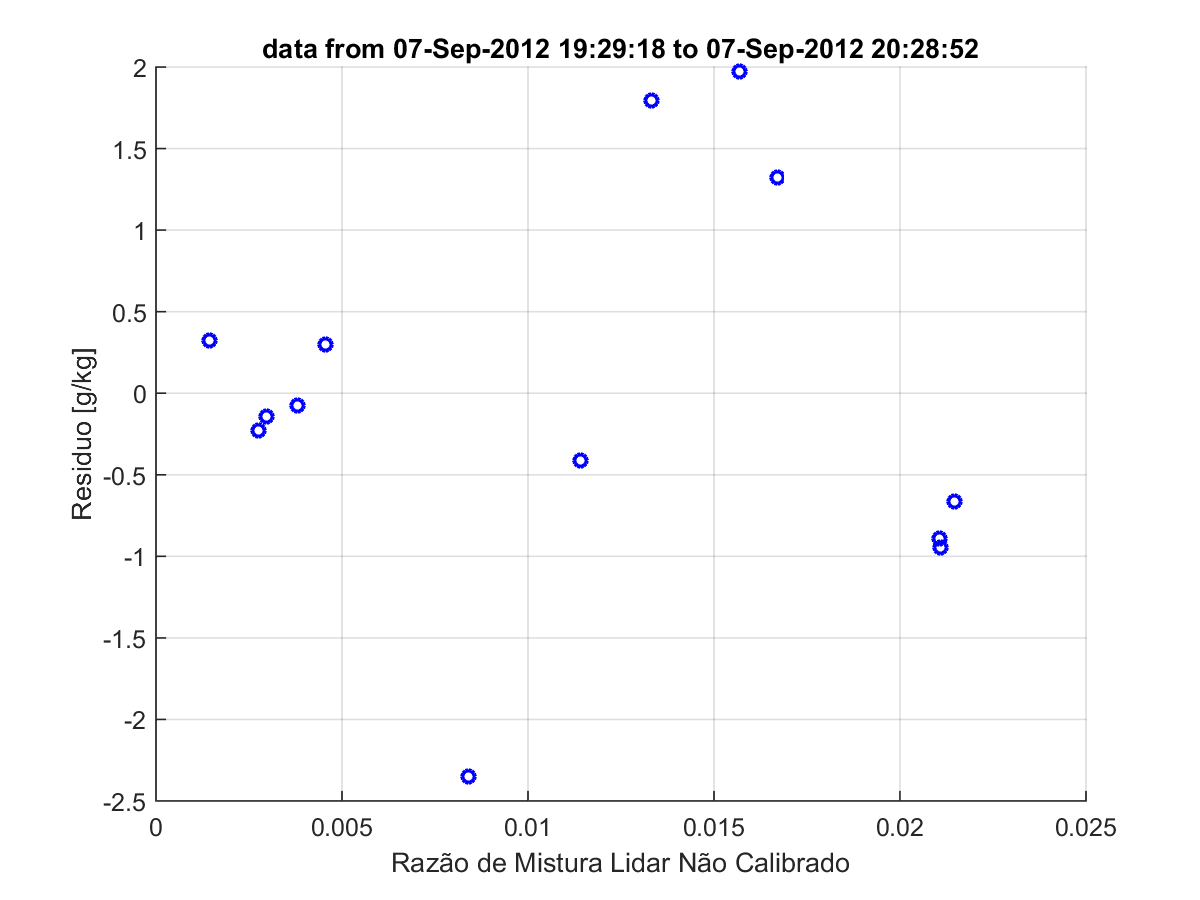 data from 07-Sep-2012 19:29:18 to 07-Sep-2012 20:28:52
2
1.5
1
0.5
0
-0.5
-1
-1.5
-2
-2.5
Residuo [g/kg]
0 0.005 0.01 0.015 0.02 0.025
Razão de Mistura Lidar Não Calibrado